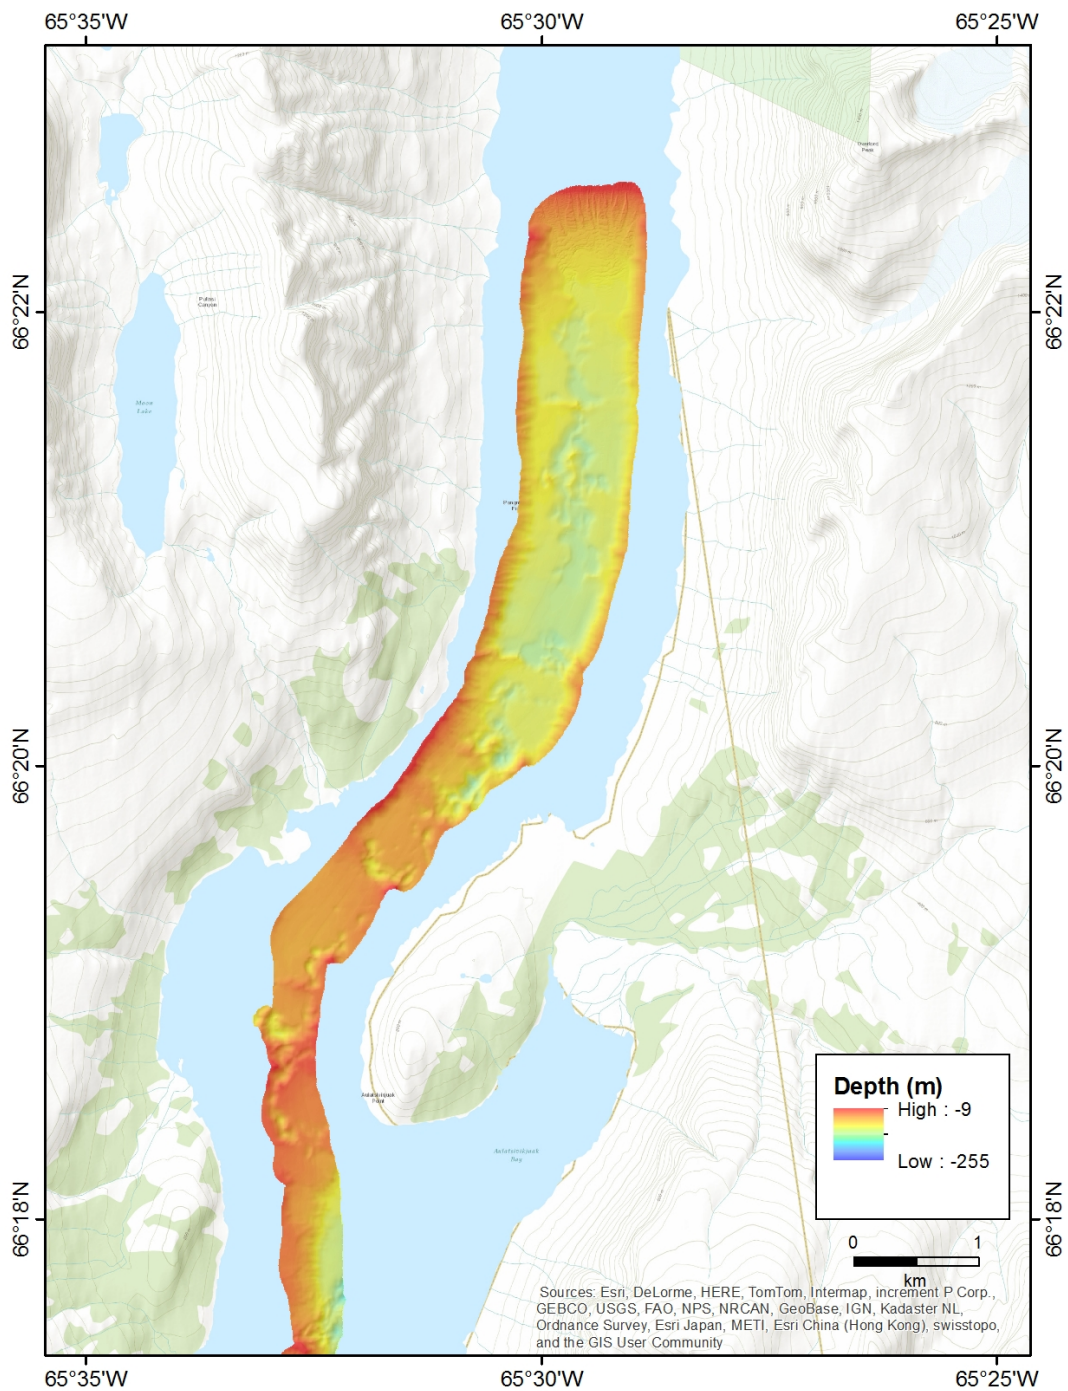 65°35'W
65°30'W
65°25'W
66°22'N
66°22'N
Moon
Lake
66°20'N
66°20'N
Depth (m)
High : -9
Low : -255
66°18'N
66°18'N
0
1
km
Sources: Esri, DeLorme, HERE, TomTom, Intermap, increment P Corp.,
GEBCO, USGS, FAO, NPS, NRCAN, GeoBase, IGN, Kadaster NL,
Ordnance Survey, Esri Japan, METI, Esri China (Hong Kong), swisstopo,
and the GIS User Community
65°35'W
65°30'W
65°25'W